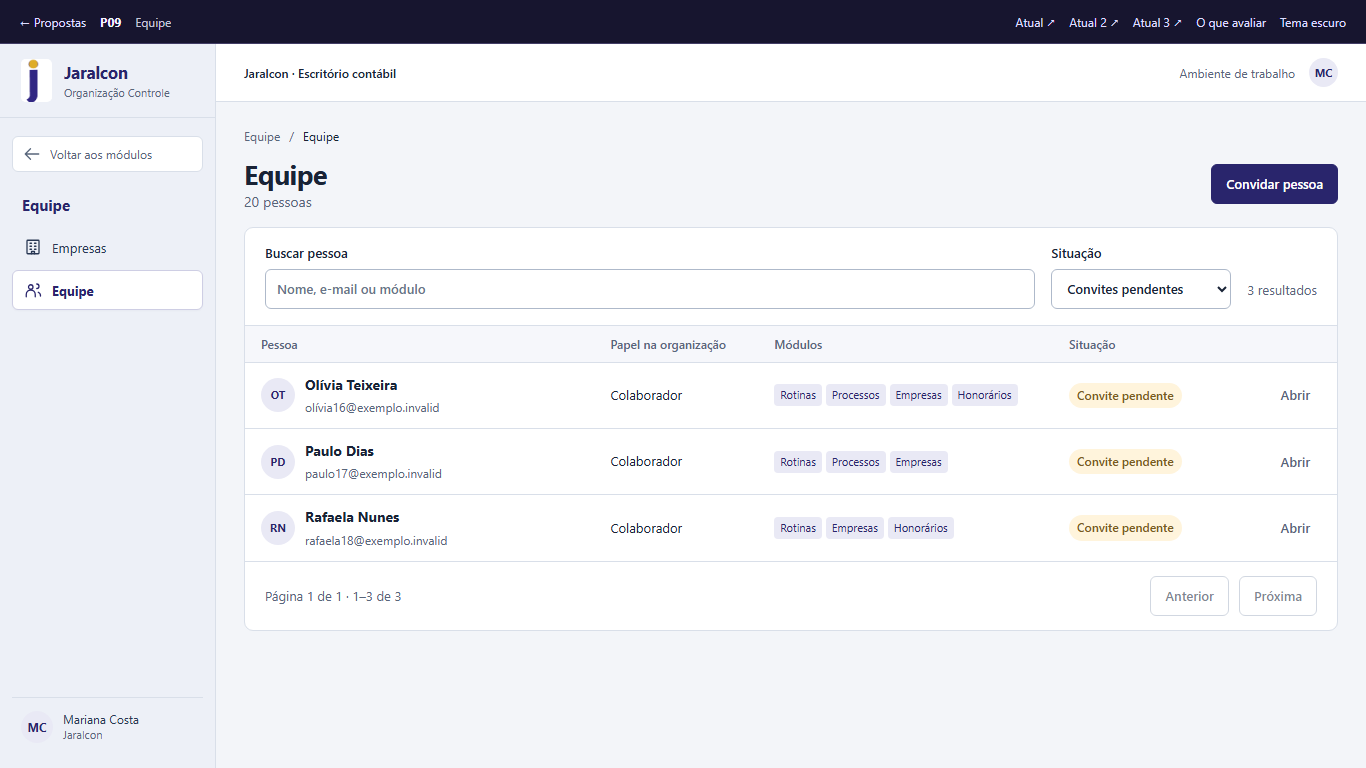 ← Propostas P09 Equipe Atual ↗ Atual 2 ↗ Atual 3 ↗ O que avaliar Tema escuro
j Jaralcon
Organização Controle
Jaralcon · Escritório contábil Ambiente de trabalho MC
← Voltar aos módulos
Equipe
Empresas
Equipe
Equipe / Equipe
Equipe
20 pessoas
Convidar pessoa
Buscar pessoa Situação
Nome, e-mail ou módulo Convites pendentes 3 resultados
Pessoa Papel na organização Módulos Situação
OT Olívia Teixeira Colaborador Rotinas Processos Empresas Honorários Convite pendente Abrir
olívia16@exemplo.invalid
PD Paulo Dias Colaborador Rotinas Processos Empresas Convite pendente Abrir
paulo17@exemplo.invalid
RN Rafaela Nunes Colaborador Rotinas Empresas Honorários Convite pendente Abrir
rafaela18@exemplo.invalid
Página 1 de 1 · 1–3 de 3 Anterior Próxima
MC Mariana Costa
Jaralcon